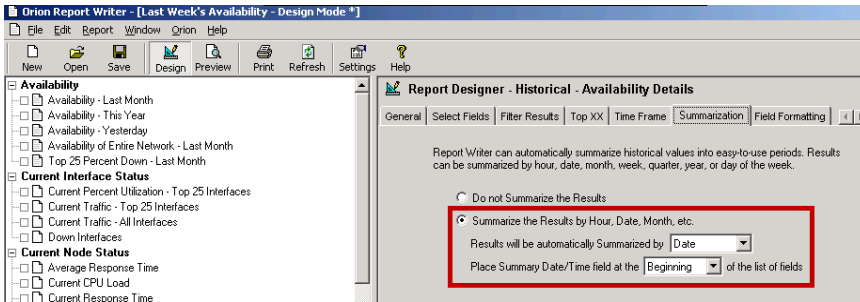 Orion Report Writer - [Last Week's Availability - Design Mode *]
File Edit Report Window Orion Help
New Open Save Design Preview Print Refresh Settings Help
Availability
Availability - Last Month
Availability - This Year
Availability - Yesterday
Availability of Entire Network - Last Month
Top 25 Percent Down - Last Month
Current Interface Status
Current Percent Utilization - Top 25 Interfaces
Current Traffic - Top 25 Interfaces
Current Traffic - All Interfaces
Down Interfaces
Current Node Status
Average Response Time
Current CPU Load
Current Response Time
Report Designer - Historical - Availability Details
General Select Fields Filter Results Top XX Time Frame Summarization Field Formatting
Report Writer can automatically summarize historical values into easy-to-use periods. Results
can be summarized by hour, date, month, week, quarter, year, or day of the week.
Do not Summarize the Results
Summarize the Results by Hour, Date, Month, etc.
Results will be automatically Summarized by Date
Place Summary Date/Time field at the Beginning of the list of fields